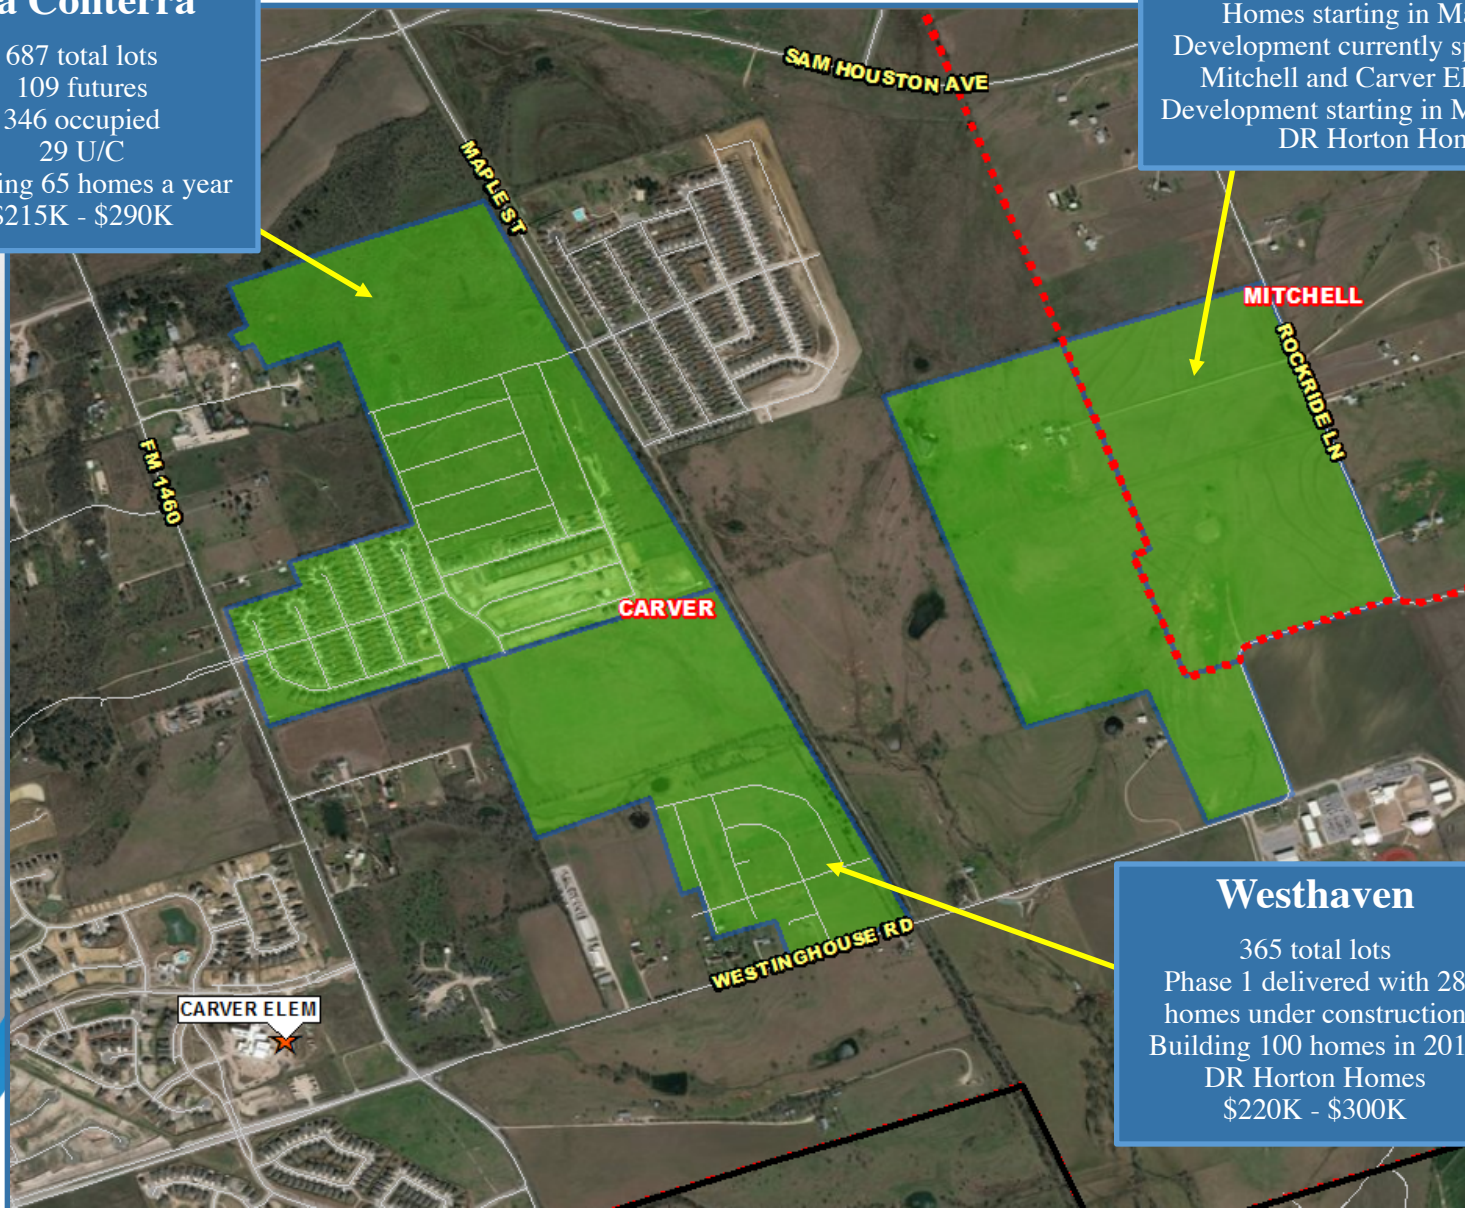 Conterra
687 total lots
109 futures
346 occupied
29 U/C
65 homes a year
$215K - $290K
Homes starting in
Development currently
Mitchell and Carver
Development starting in
DR Horton
SAM HOUSTON AVE
MAPLE ST
MITCHELL
ROCKRIDE LN
FM 1460
CARVER
WESTINGHOUSE RD
CARVER ELEM
Westhaven
365 total lots
Phase 1 delivered with 28
homes under construction
Building 100 homes in 201
DR Horton Homes
$220K - $300K